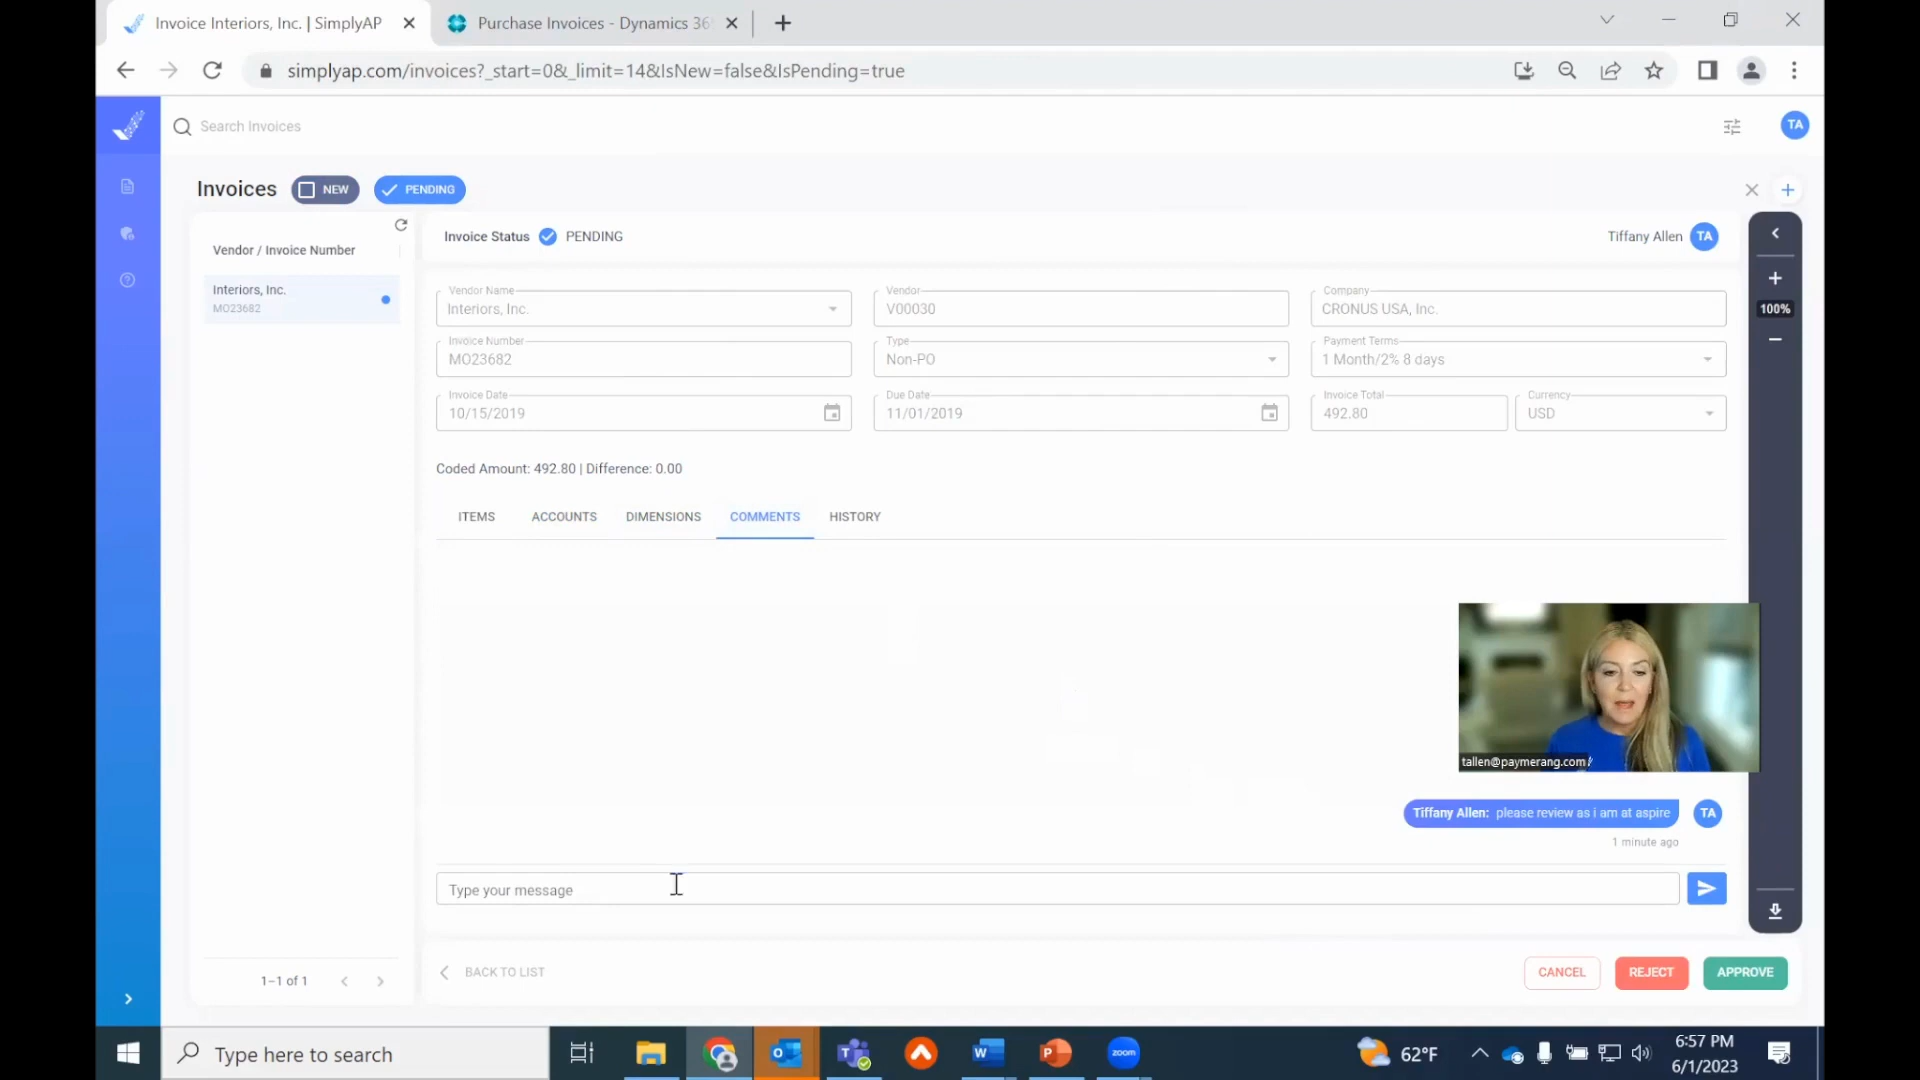 Invoice Interiors, Inc. | SimplyAP
Purchase Invoices - Dynamics 36
simplyap.com/invoices?_start=0&_limit=14&IsNew=false&IsPending=true
Search Invoices
TA
Invoices
NEW
PENDING
Vendor / Invoice Number
Interiors, Inc.
MO23682
Invoice Status
PENDING
Tiffany Allen
TA
Vendor Name
Interiors, Inc.
Vendor
V00030
Company
CRONUS USA, Inc.
Invoice Number
MO23682
Type
Non-PO
Payment Terms
1 Month/2% 8 days
Invoice Date
10/15/2019
Due Date
11/01/2019
Invoice Total
492.80
Currency
USD
100%
Coded Amount: 492.80 | Difference: 0.00
ITEMS
ACCOUNTS
DIMENSIONS
COMMENTS
HISTORY
tallen@paymerang.com
Tiffany Allen: please review as i am at aspire
TA
1 minute ago
Type your message
1–1 of 1
BACK TO LIST
CANCEL
REJECT
APPROVE
Type here to search
zoom
62°F
6:57 PM
6/1/2023